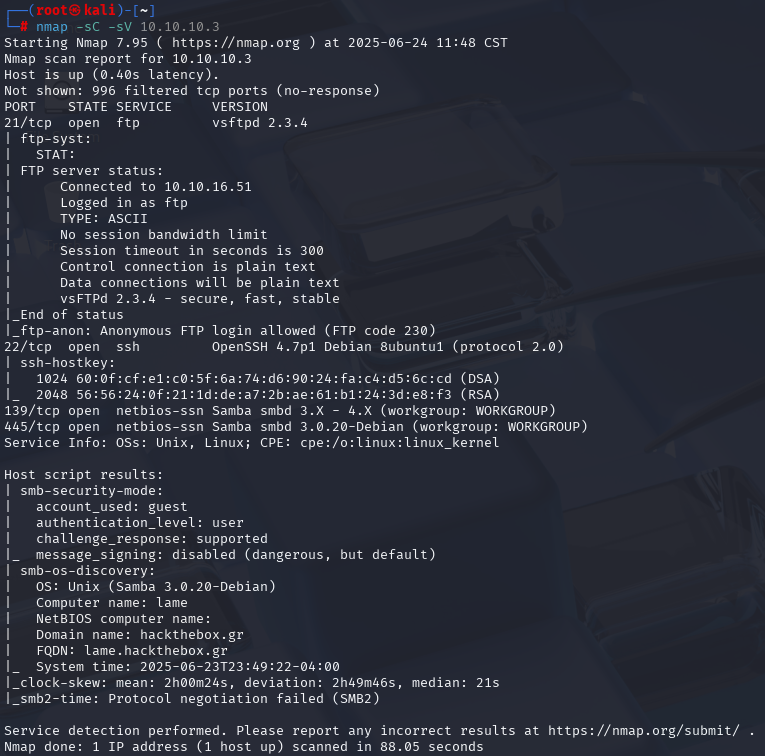 ┌──(root㉿kali)-[~]
└─# nmap -sC -sV 10.10.10.3
Starting Nmap 7.95 ( https://nmap.org ) at 2025-06-24 11:48 CST
Nmap scan report for 10.10.10.3
Host is up (0.40s latency).
Not shown: 996 filtered tcp ports (no-response)
PORT    STATE SERVICE     VERSION
21/tcp  open  ftp         vsftpd 2.3.4
| ftp-syst:
|   STAT:
| FTP server status:
|      Connected to 10.10.16.51
|      Logged in as ftp
|      TYPE: ASCII
|      No session bandwidth limit
|      Session timeout in seconds is 300
|      Control connection is plain text
|      Data connections will be plain text
|      vsFTPd 2.3.4 - secure, fast, stable
|_End of status
|_ftp-anon: Anonymous FTP login allowed (FTP code 230)
22/tcp  open  ssh         OpenSSH 4.7p1 Debian 8ubuntu1 (protocol 2.0)
| ssh-hostkey:
|   1024 60:0f:cf:e1:c0:5f:6a:74:d6:90:24:fa:c4:d5:6c:cd (DSA)
|_  2048 56:56:24:0f:21:1d:de:a7:2b:ae:61:b1:24:3d:e8:f3 (RSA)
139/tcp open  netbios-ssn Samba smbd 3.X - 4.X (workgroup: WORKGROUP)
445/tcp open  netbios-ssn Samba smbd 3.0.20-Debian (workgroup: WORKGROUP)
Service Info: OSs: Unix, Linux; CPE: cpe:/o:linux:linux_kernel

Host script results:
| smb-security-mode:
|   account_used: guest
|   authentication_level: user
|   challenge_response: supported
|_  message_signing: disabled (dangerous, but default)
| smb-os-discovery:
|   OS: Unix (Samba 3.0.20-Debian)
|   Computer name: lame
|   NetBIOS computer name:
|   Domain name: hackthebox.gr
|   FQDN: lame.hackthebox.gr
|_  System time: 2025-06-23T23:49:22-04:00
|_clock-skew: mean: 2h00m24s, deviation: 2h49m46s, median: 21s
|_smb2-time: Protocol negotiation failed (SMB2)

Service detection performed. Please report any incorrect results at https://nmap.org/submit/ .
Nmap done: 1 IP address (1 host up) scanned in 88.05 seconds